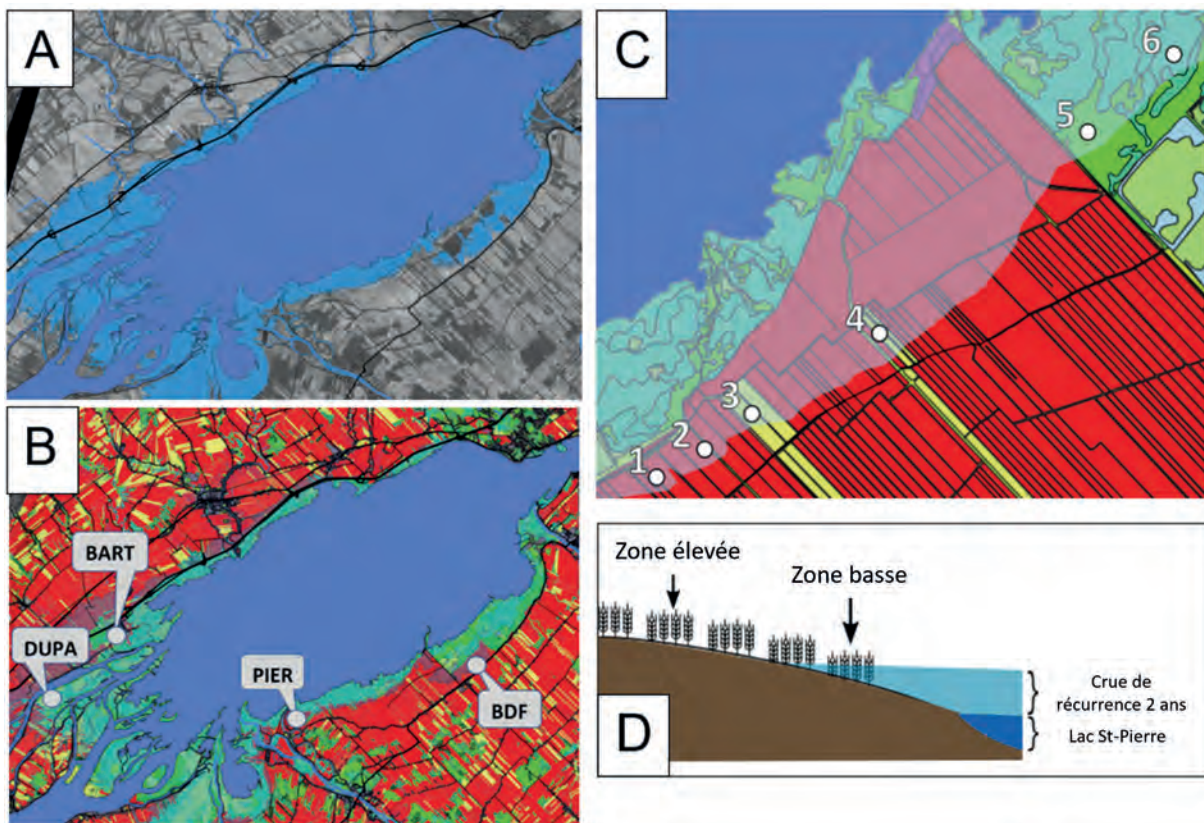 A
B
BART
DUPA
PIER
BDF
C
6
5
4
3
2
1
Zone élevée
Zone basse
Crue de
récurrence 2 ans
Lac St-Pierre
D